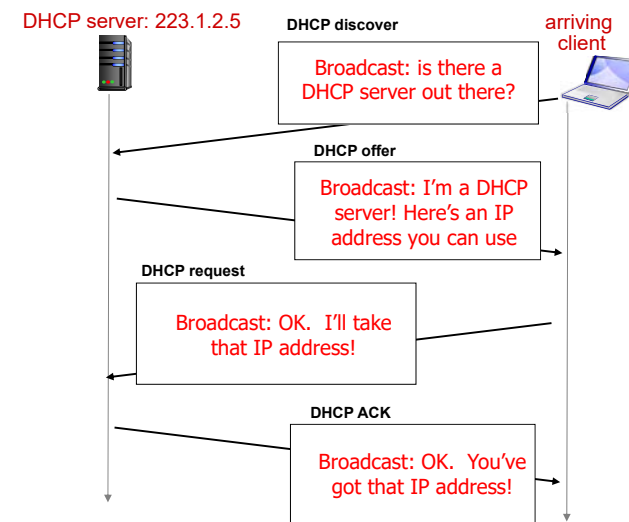 DHCP server: 223.1.2.5
DHCP discover
arriving
client
Broadcast: is there a
DHCP server out there?
DHCP offer
Broadcast: I’m a DHCP
server! Here’s an IP
address you can use
DHCP request
Broadcast: OK.  I’ll take
that IP address!
DHCP ACK
Broadcast: OK.  You’ve
got that IP address!